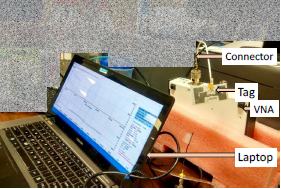 Connector
Tag
VNA
Laptop